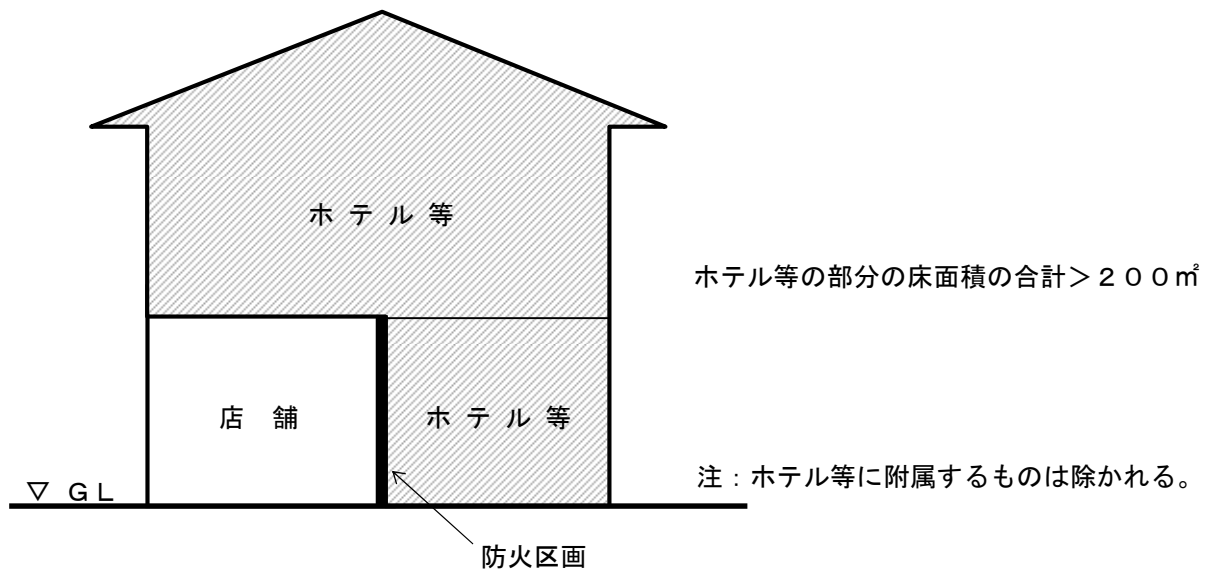 ホテル等
ホテル等の部分の床面積の合計＞２００㎡
店　舗
ホテル等
注：ホテル等に附属するものは除かれる。
▽ ＧＬ
防火区画